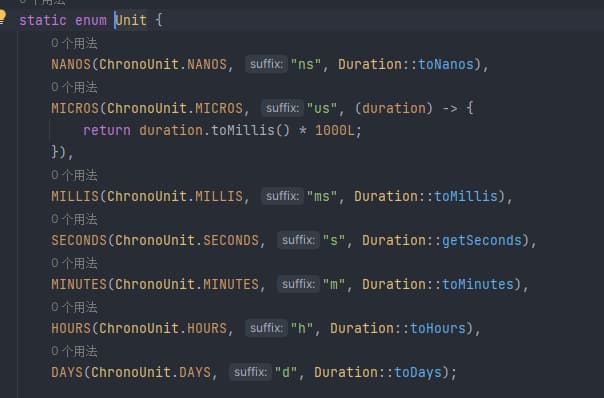 0 个用法
static enum Unit {
0 个用法
NANOS(ChronoUnit.NANOS, suffix: "ns", Duration::toNanos),
0 个用法
MICROS(ChronoUnit.MICROS, suffix: "us", (duration) -> {
return duration.toMillis() * 1000L;
}),
0 个用法
MILLIS(ChronoUnit.MILLIS, suffix: "ms", Duration::toMillis),
0 个用法
SECONDS(ChronoUnit.SECONDS, suffix: "s", Duration::getSeconds),
0 个用法
MINUTES(ChronoUnit.MINUTES, suffix: "m", Duration::toMinutes),
0 个用法
HOURS(ChronoUnit.HOURS, suffix: "h", Duration::toHours),
0 个用法
DAYS(ChronoUnit.DAYS, suffix: "d", Duration::toDays);